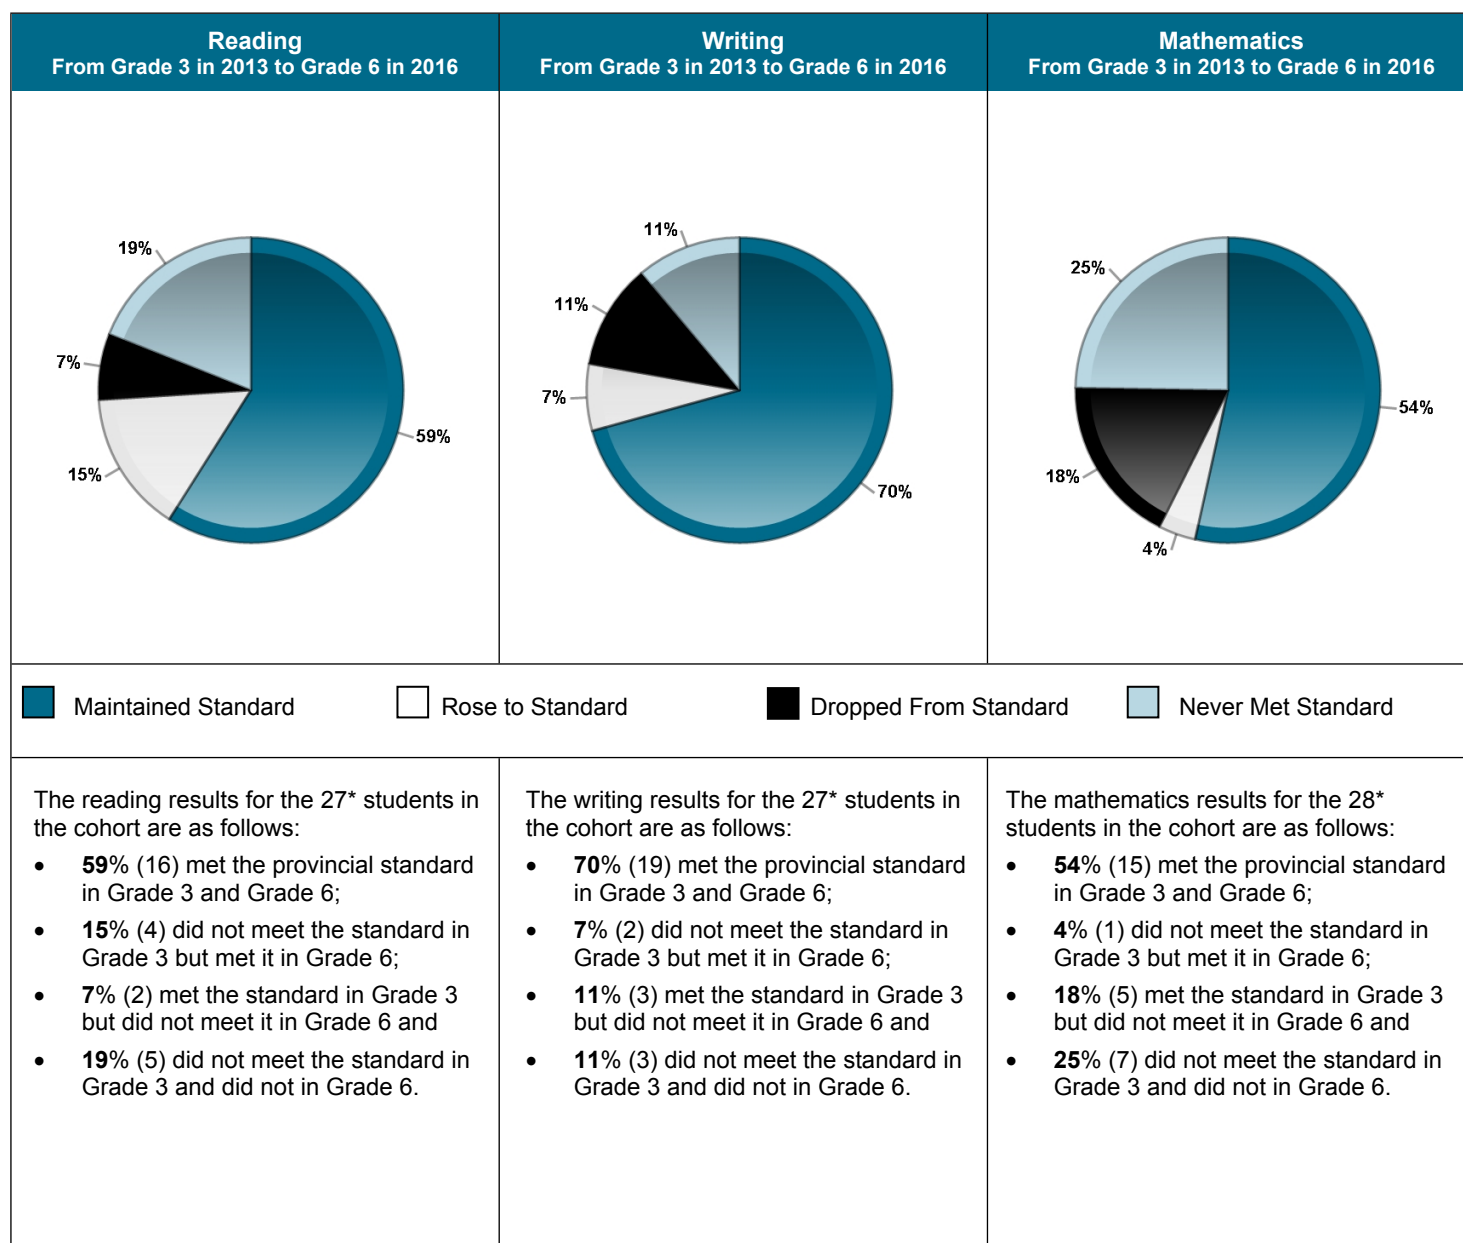 Reading
From Grade 3 in 2013 to Grade 6 in 2016
Writing
From Grade 3 in 2013 to Grade 6 in 2016
Mathematics
From Grade 3 in 2013 to Grade 6 in 2016
19%
7%
15%
59%
11%
11%
7%
70%
25%
18%
4%
54%
Maintained Standard
Rose to Standard
Dropped From Standard
Never Met Standard
The reading results for the 27* students in
the cohort are as follows:
• 59% (16) met the provincial standard
in Grade 3 and Grade 6;
• 15% (4) did not meet the standard in
Grade 3 but met it in Grade 6;
• 7% (2) met the standard in Grade 3
but did not meet it in Grade 6 and
• 19% (5) did not meet the standard in
Grade 3 and did not in Grade 6.
The writing results for the 27* students in
the cohort are as follows:
• 70% (19) met the provincial standard
in Grade 3 and Grade 6;
• 7% (2) did not meet the standard in
Grade 3 but met it in Grade 6;
• 11% (3) met the standard in Grade 3
but did not meet it in Grade 6 and
• 11% (3) did not meet the standard in
Grade 3 and did not in Grade 6.
The mathematics results for the 28*
students in the cohort are as follows:
• 54% (15) met the provincial standard
in Grade 3 and Grade 6;
• 4% (1) did not meet the standard in
Grade 3 but met it in Grade 6;
• 18% (5) met the standard in Grade 3
but did not meet it in Grade 6 and
• 25% (7) did not meet the standard in
Grade 3 and did not in Grade 6.